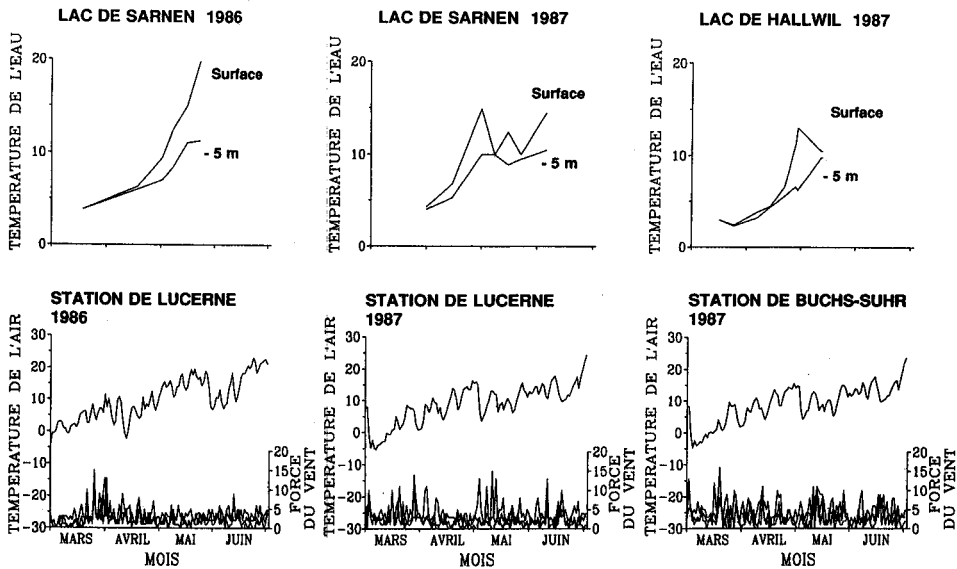 LAC DE SARNEN 1986
TEMPERATURE DE L'EAU
20
10
0
Surface
- 5 m
LAC DE SARNEN 1987
TEMPERATURE DE L'EAU
20
10
0
Surface
- 5 m
LAC DE HALLWIL 1987
TEMPERATURE DE L'EAU
20
10
0
Surface
- 5 m
STATION DE LUCERNE
1986
TEMPERATURE DE L'AIR
30
20
10
0
-10
-20
-30
20
15
10
5
0
FORCE
DU VENT
MARS AVRIL MAI JUIN
MOIS
STATION DE LUCERNE
1987
TEMPERATURE DE L'AIR
30
20
10
0
-10
-20
-30
20
15
10
5
0
FORCE
DU VENT
MARS AVRIL MAI JUIN
MOIS
STATION DE BUCHS-SUHR
1987
TEMPERATURE DE L'AIR
30
20
10
0
-10
-20
-30
20
15
10
5
0
FORCE
DU VENT
MARS AVRIL MAI JUIN
MOIS